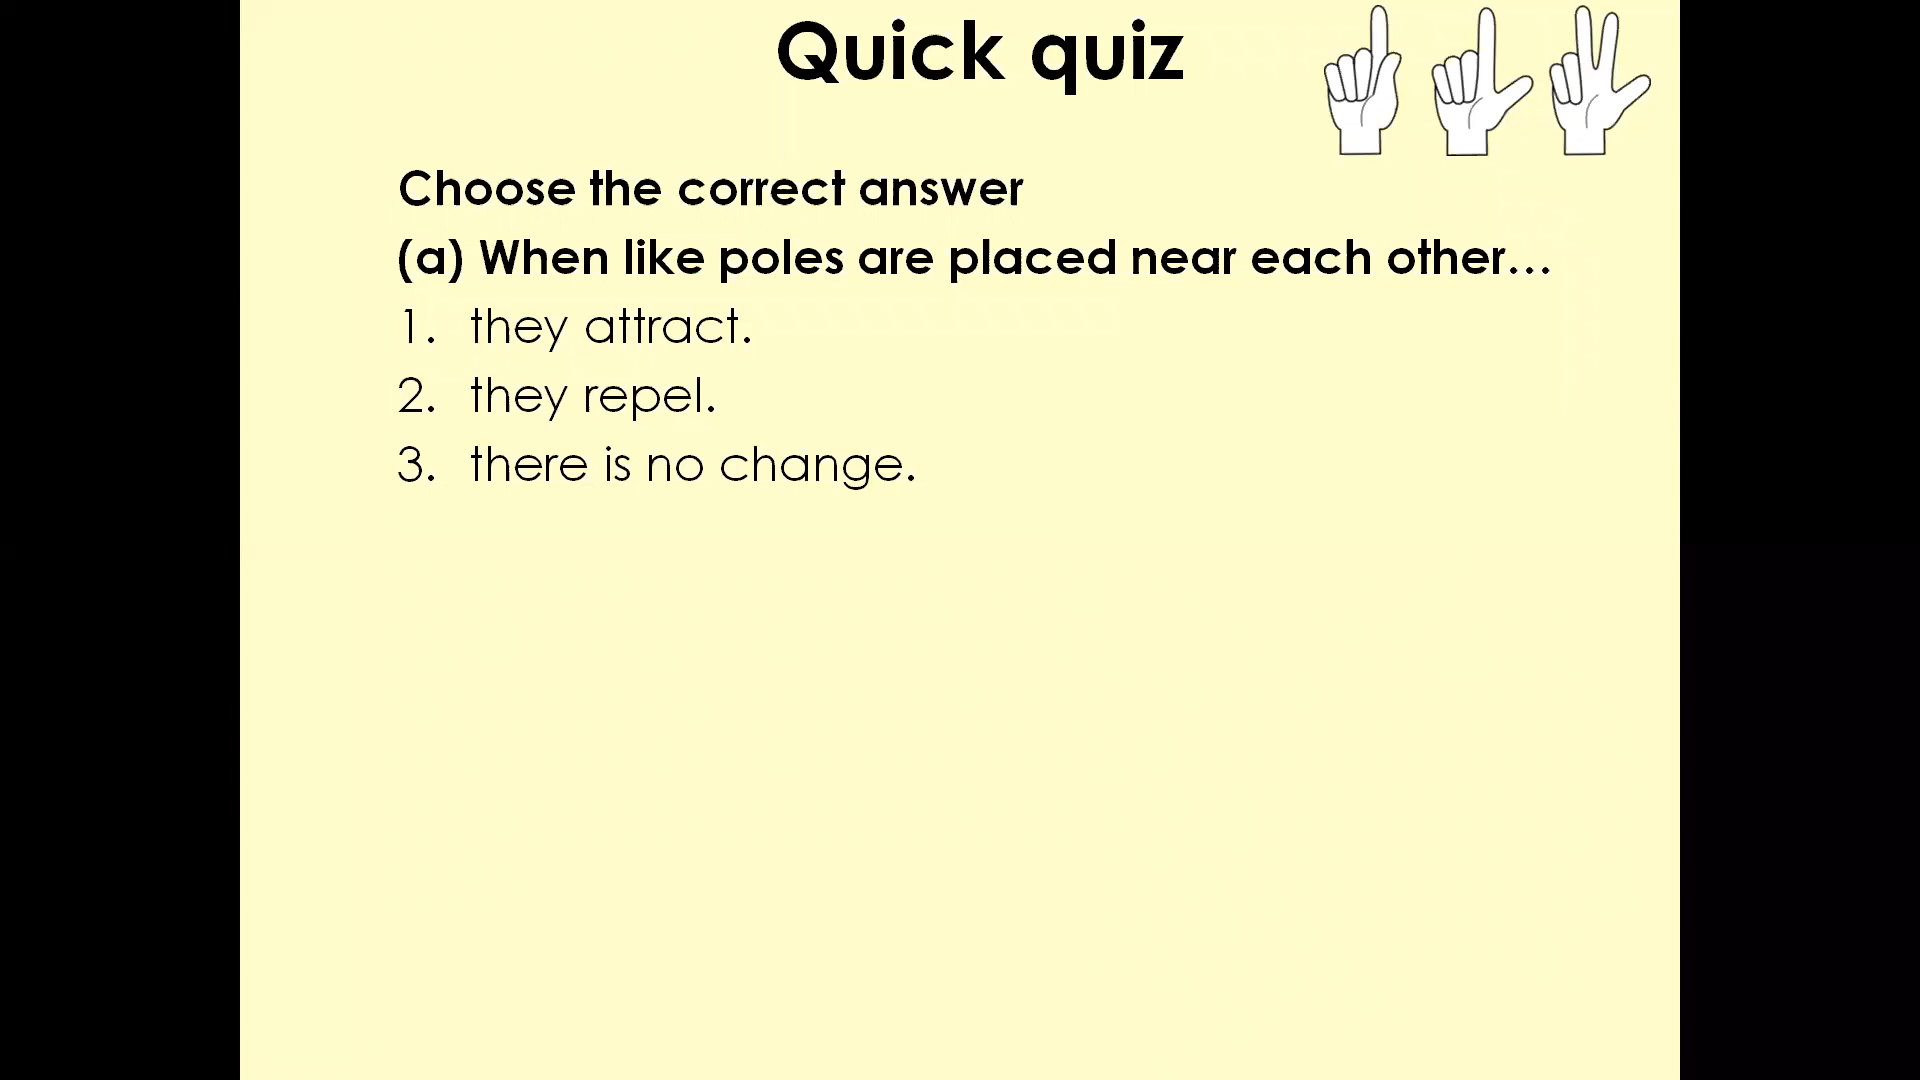 Quick quiz
Choose the correct answer
(a) When like poles are placed near each other…
1. they attract.
2. they repel.
3. there is no change.